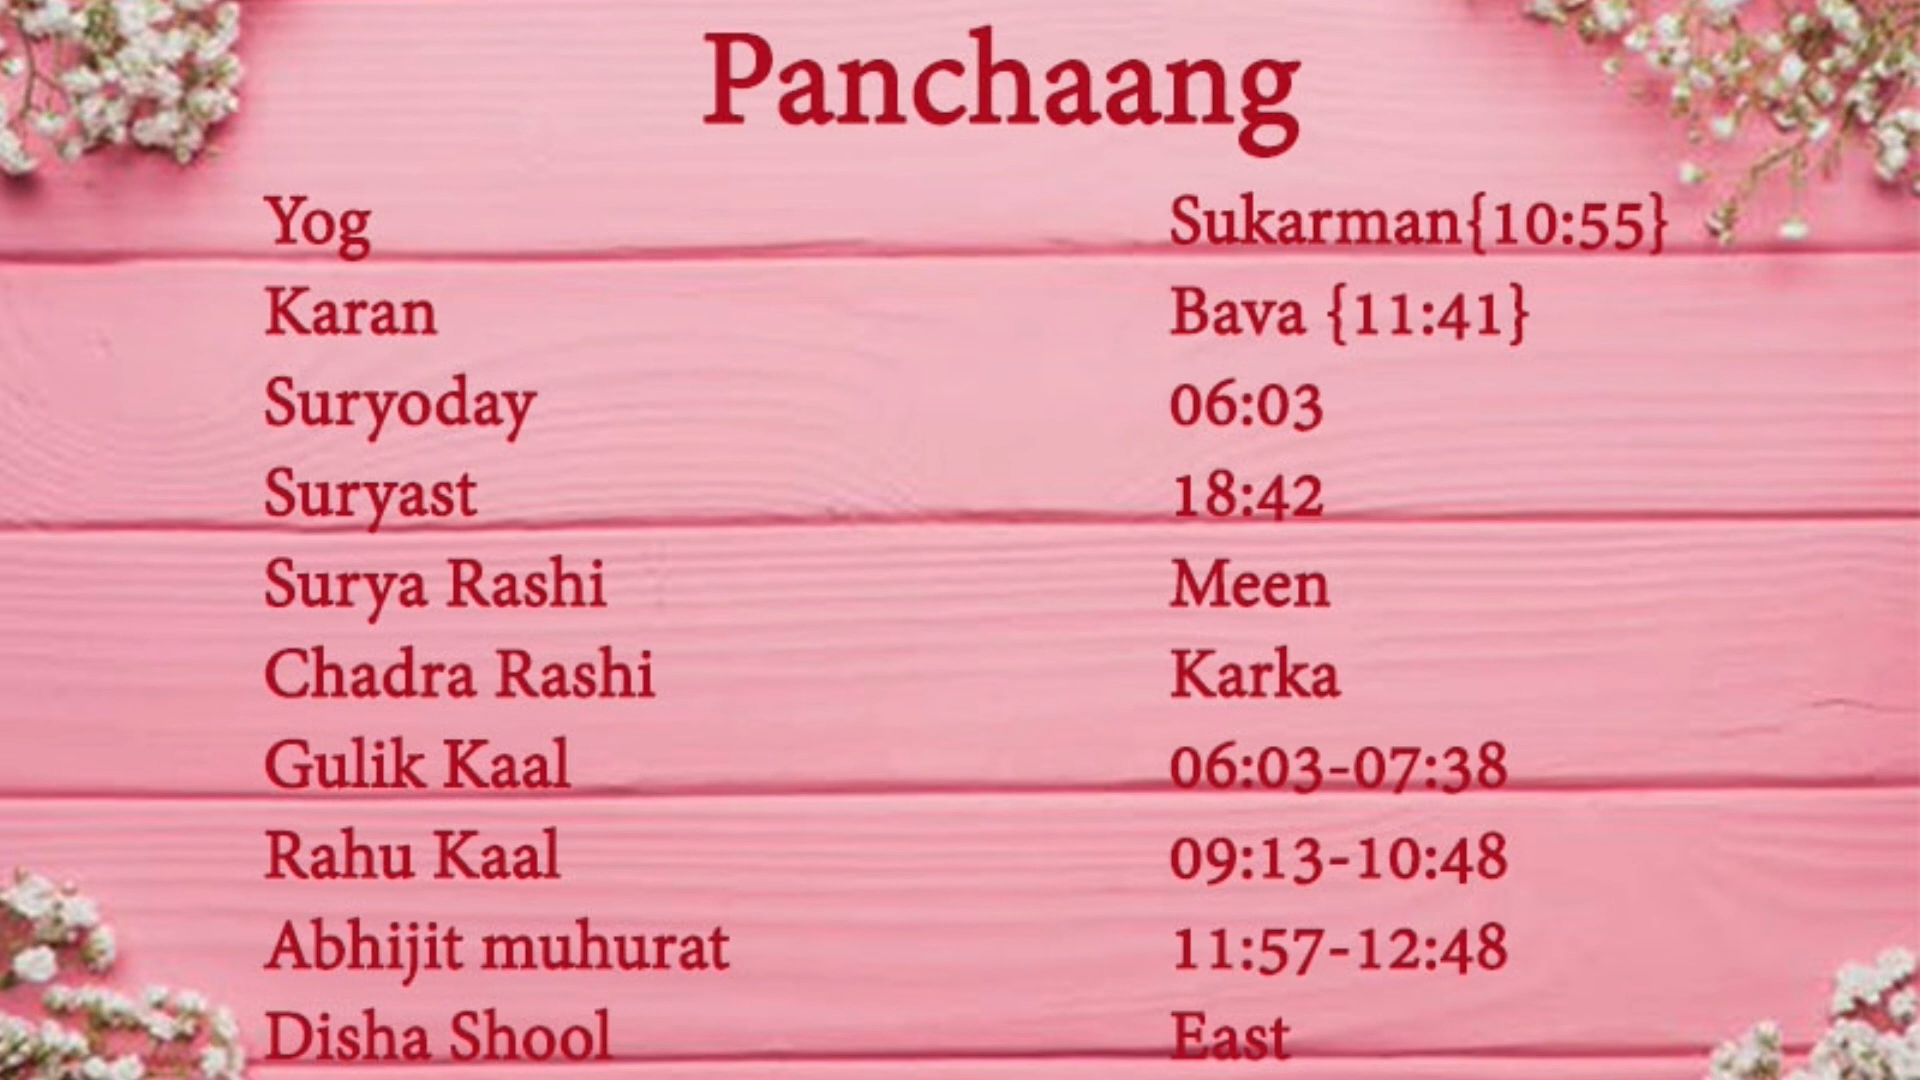 Panchaang
Yog Sukarman{10:55}
Karan Bava {11:41}
Suryoday 06:03
Suryast 18:42
Surya Rashi Meen
Chadra Rashi Karka
Gulik Kaal 06:03-07:38
Rahu Kaal 09:13-10:48
Abhijit muhurat 11:57-12:48
Disha Shool East